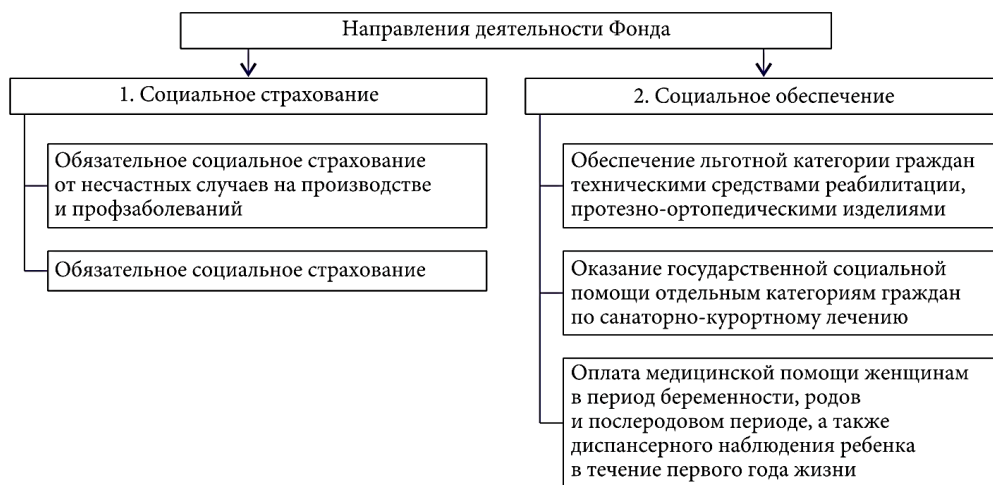 Направления деятельности Фонда
1. Социальное страхование
Обязательное социальное страхование
от несчастных случаев на производстве
и профзаболеваний
Обязательное социальное страхование
2. Социальное обеспечение
Обеспечение льготной категории граждан
техническими средствами реабилитации,
протезно-ортопедическими изделиями
Оказание государственной социальной
помощи отдельным категориям граждан
по санаторно-курортному лечению
Оплата медицинской помощи женщинам
в период беременности, родов
и послеродовом периоде, а также
диспансерного наблюдения ребенка
в течение первого года жизни